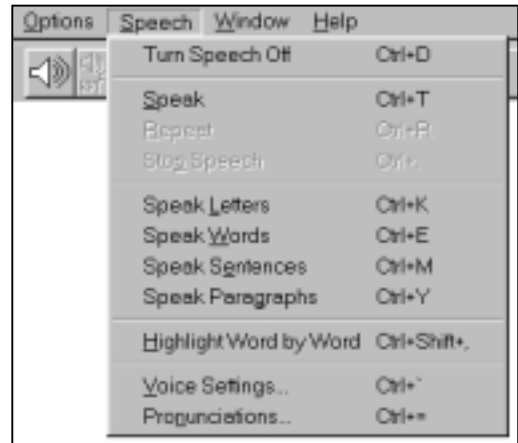 Options Speech Window Help
Turn Speech Off Ctrl+D
Speak Ctrl+T
Repeat Ctrl+R
Stop Speech Ctrl+.
Speak Letters Ctrl+K
Speak Words Ctrl+E
Speak Sentences Ctrl+M
Speak Paragraphs Ctrl+Y
Highlight Word by Word Ctrl+Shift+,
Voice Settings... Ctrl+`
Pronunciations... Ctrl+=